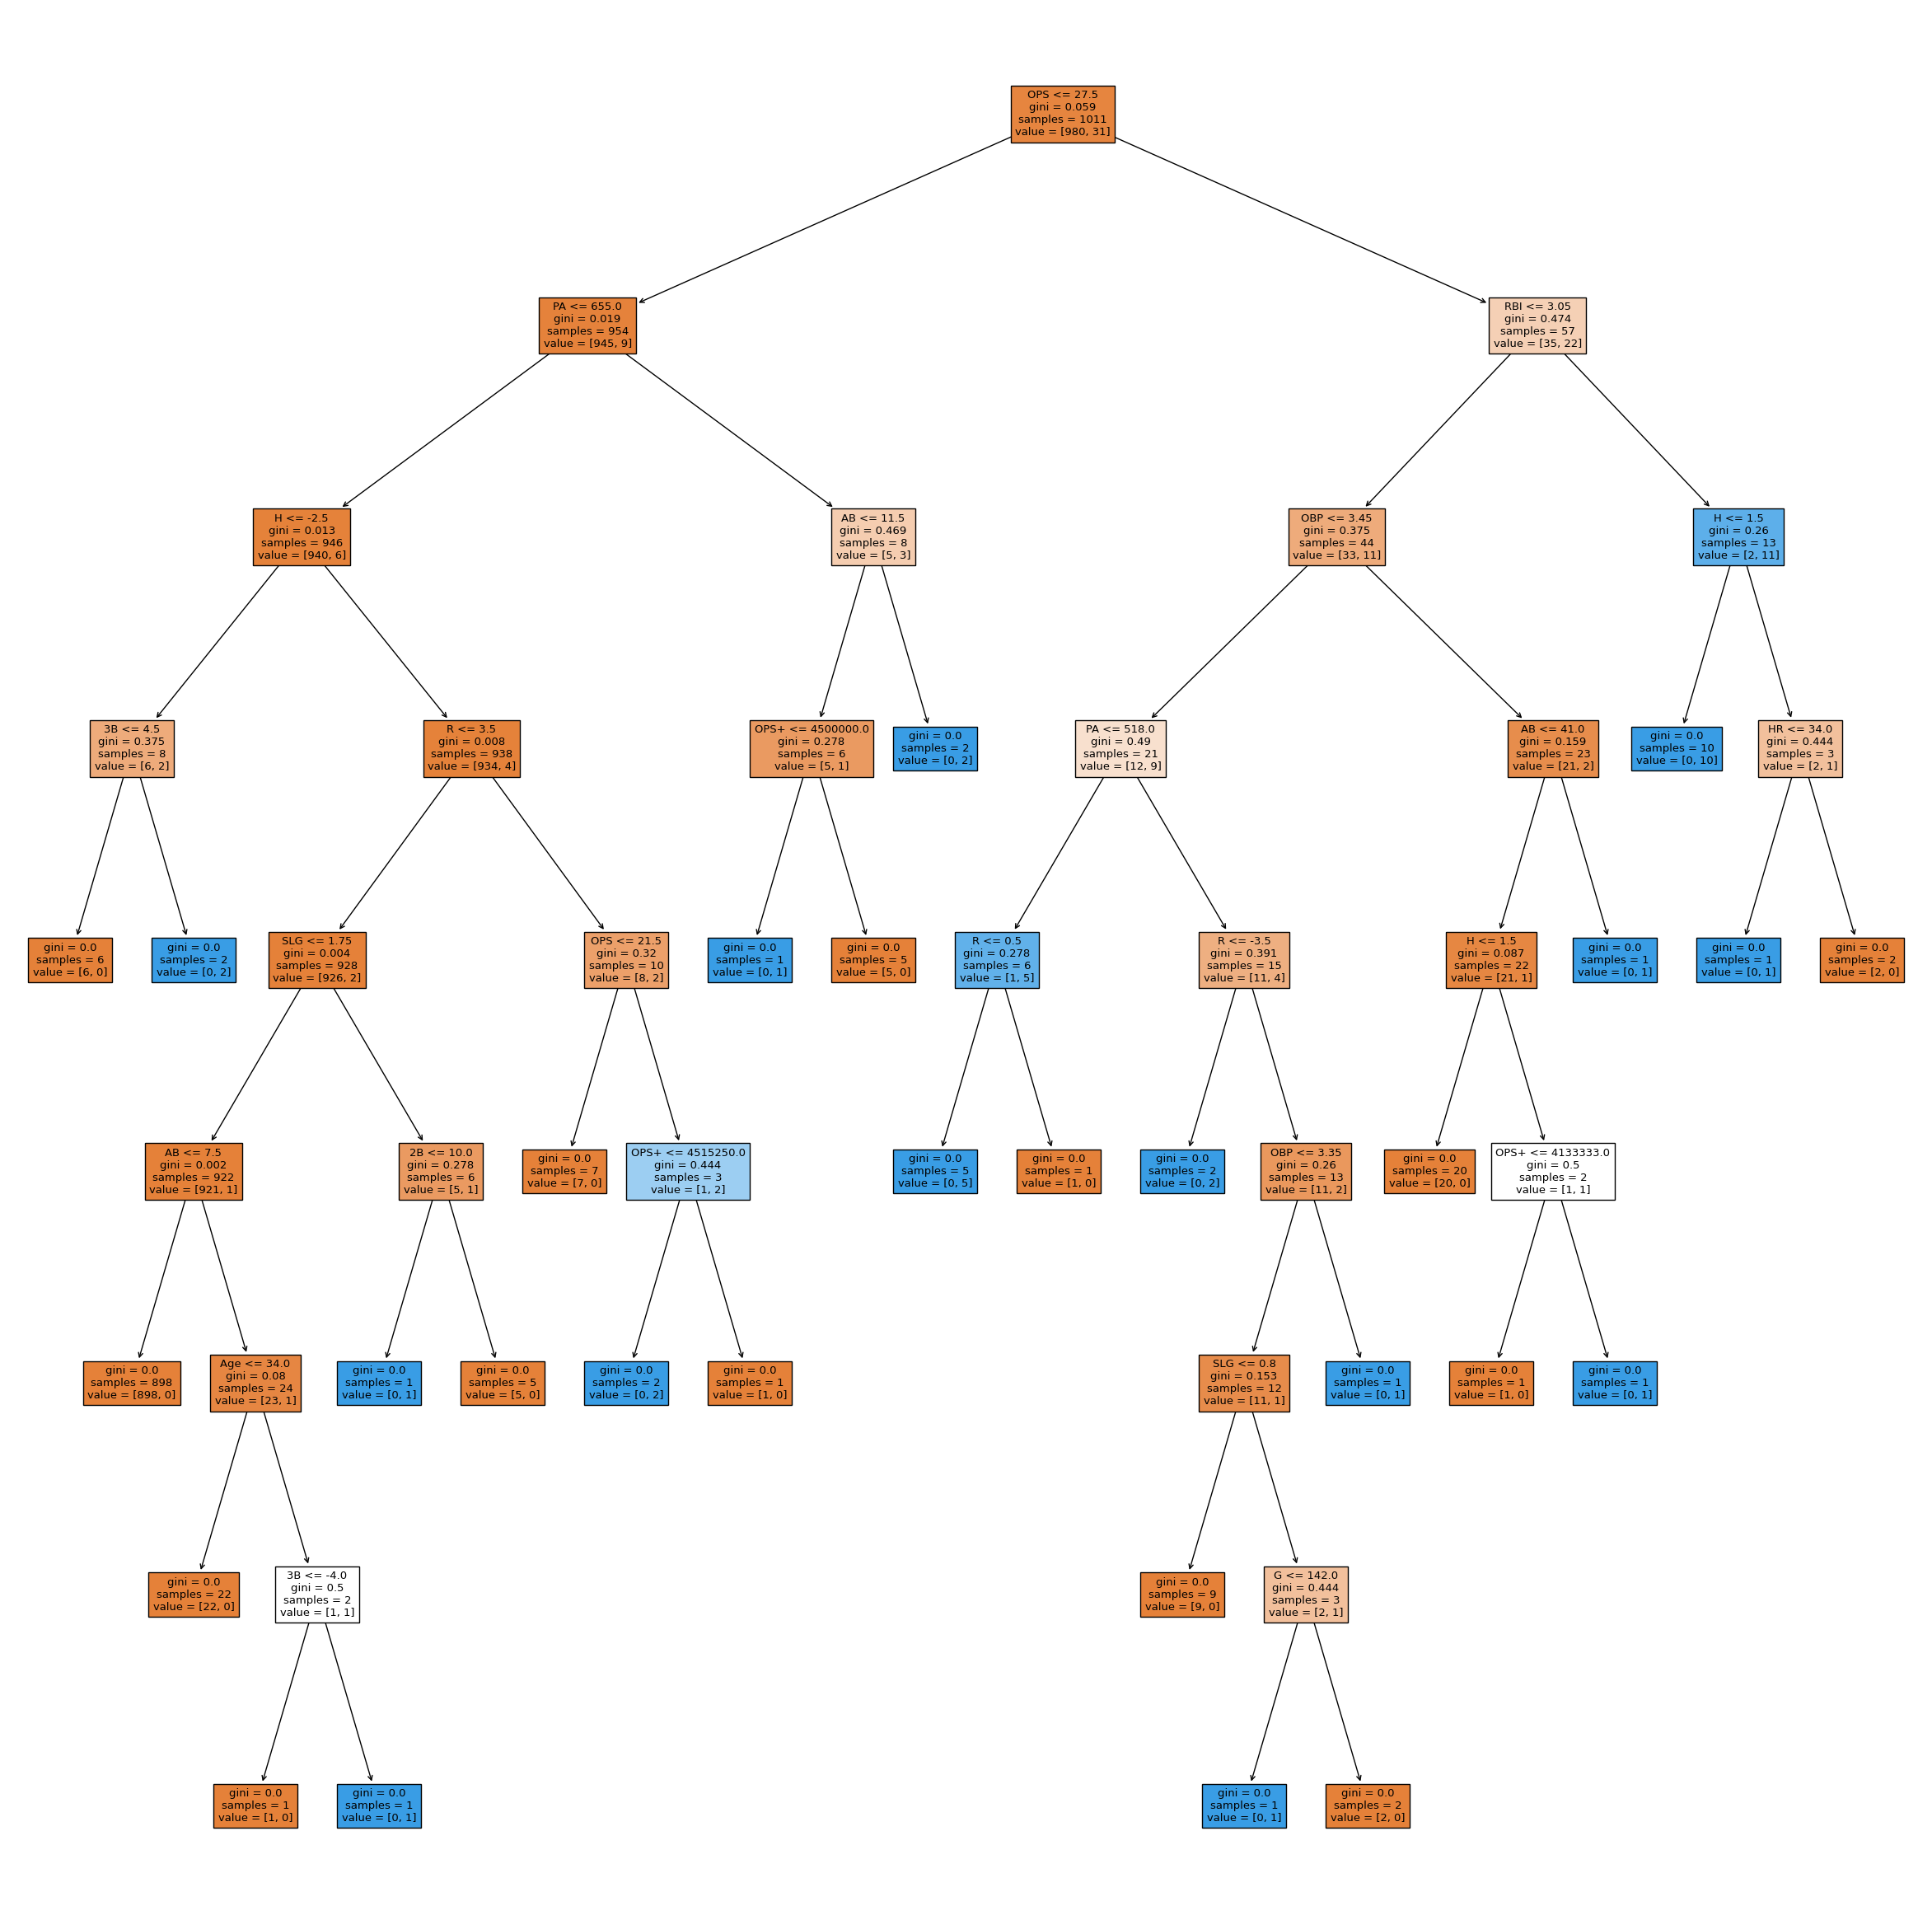 OPS <= 27.5
gini = 0.059
samples = 1011
value = [980, 31]
PA <= 655.0
gini = 0.019
samples = 954
value = [945, 9]
RBI <= 3.05
gini = 0.474
samples = 57
value = [35, 22]
H <= -2.5
gini = 0.013
samples = 946
value = [940, 6]
AB <= 11.5
gini = 0.469
samples = 8
value = [5, 3]
OBP <= 3.45
gini = 0.375
samples = 44
value = [33, 11]
H <= 1.5
gini = 0.26
samples = 13
value = [2, 11]
3B <= 4.5
gini = 0.375
samples = 8
value = [6, 2]
R <= 3.5
gini = 0.008
samples = 938
value = [934, 4]
OPS+ <= 4500000.0
gini = 0.278
samples = 6
value = [5, 1]
gini = 0.0
samples = 2
value = [0, 2]
PA <= 518.0
gini = 0.49
samples = 21
value = [12, 9]
AB <= 41.0
gini = 0.159
samples = 23
value = [21, 2]
gini = 0.0
samples = 10
value = [0, 10]
HR <= 34.0
gini = 0.444
samples = 3
value = [2, 1]
gini = 0.0
samples = 6
value = [6, 0]
gini = 0.0
samples = 2
value = [0, 2]
SLG <= 1.75
gini = 0.004
samples = 928
value = [926, 2]
OPS <= 21.5
gini = 0.32
samples = 10
value = [8, 2]
gini = 0.0
samples = 1
value = [0, 1]
gini = 0.0
samples = 5
value = [5, 0]
R <= 0.5
gini = 0.278
samples = 6
value = [1, 5]
R <= -3.5
gini = 0.391
samples = 15
value = [11, 4]
H <= 1.5
gini = 0.087
samples = 22
value = [21, 1]
gini = 0.0
samples = 1
value = [0, 1]
gini = 0.0
samples = 1
value = [0, 1]
gini = 0.0
samples = 2
value = [2, 0]
AB <= 7.5
gini = 0.002
samples = 922
value = [921, 1]
2B <= 10.0
gini = 0.278
samples = 6
value = [5, 1]
gini = 0.0
samples = 7
value = [7, 0]
OPS+ <= 4515250.0
gini = 0.444
samples = 3
value = [1, 2]
gini = 0.0
samples = 5
value = [0, 5]
gini = 0.0
samples = 1
value = [1, 0]
gini = 0.0
samples = 2
value = [0, 2]
OBP <= 3.35
gini = 0.26
samples = 13
value = [11, 2]
gini = 0.0
samples = 20
value = [20, 0]
OPS+ <= 4133333.0
gini = 0.5
samples = 2
value = [1, 1]
gini = 0.0
samples = 898
value = [898, 0]
Age <= 34.0
gini = 0.08
samples = 24
value = [23, 1]
gini = 0.0
samples = 1
value = [0, 1]
gini = 0.0
samples = 5
value = [5, 0]
gini = 0.0
samples = 2
value = [0, 2]
gini = 0.0
samples = 1
value = [1, 0]
SLG <= 0.8
gini = 0.153
samples = 12
value = [11, 1]
gini = 0.0
samples = 1
value = [0, 1]
gini = 0.0
samples = 1
value = [1, 0]
gini = 0.0
samples = 1
value = [0, 1]
gini = 0.0
samples = 22
value = [22, 0]
3B <= -4.0
gini = 0.5
samples = 2
value = [1, 1]
gini = 0.0
samples = 9
value = [9, 0]
G <= 142.0
gini = 0.444
samples = 3
value = [2, 1]
gini = 0.0
samples = 1
value = [1, 0]
gini = 0.0
samples = 1
value = [0, 1]
gini = 0.0
samples = 1
value = [0, 1]
gini = 0.0
samples = 2
value = [2, 0]